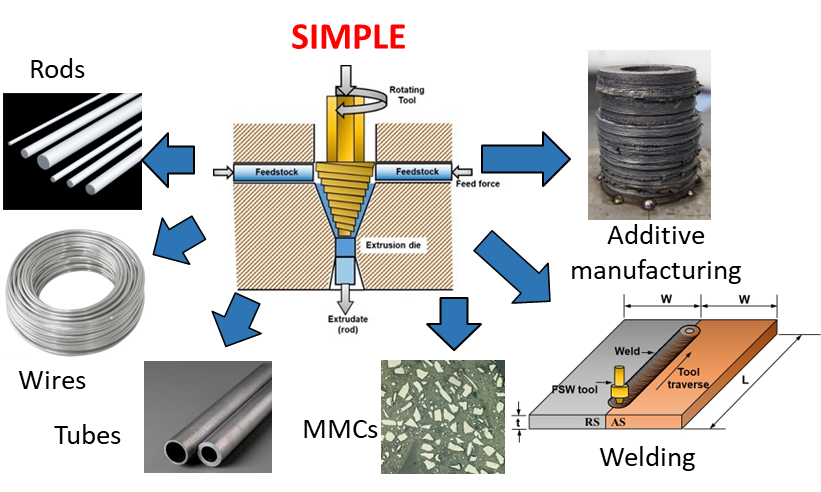 SIMPLE
Rods
Rotating
Tool
Feedstock
Feedstock
Feed force
Extrusion die
Extrudate
(rod)
Additive
manufacturing
Wires
Tubes
MMCs
W
W
Weld
Tool
traverse
FSW tool
L
t
RS
AS
Welding